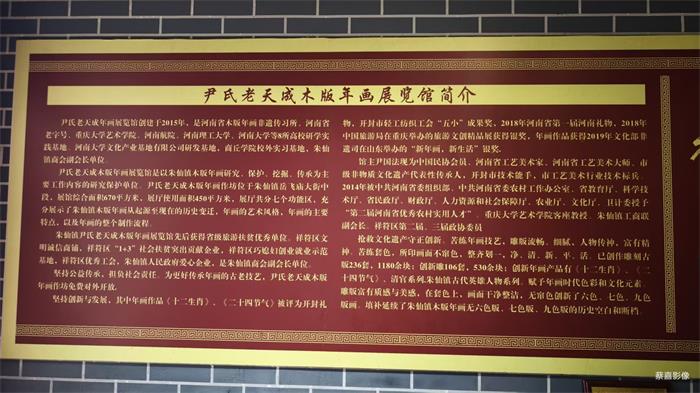 尹氏老天成木版年画展览馆简介
尹氏老天成年画展览馆创建于2015年，是河南省木版年画非遗传习所、河南省
老字号、重庆大学艺术学院、河南航院、河南理工大学、河南大学等8所高校研学实
践基地、河南大学文化产业基地有限公司研发基地，商丘学院校外实习基地，朱仙
镇商会副会长单位。
尹氏老天成木版年画展览馆是以朱仙镇木版年画研究、保护、挖掘、传承为主
要工作内容的研究保护单位。尹氏老天成木版年画作坊位于朱仙镇岳飞庙大街中
段，展馆综合面积670平方米，展厅使用面积450平方米，展厅共分七个功能区，充
分展示了朱仙镇木版年画从起源至现在的历史变迁，年画的艺术风格，年画的主要
特点，以及年画的整个制作流程。
朱仙镇尹氏老天成木版年画展览馆先后获得省级旅游扶贫优秀单位。祥符区文
明诚信商铺，祥符区“1+3”社会扶贫突出贡献企业，祥符区巧媳妇创业就业示范
基地，祥符区优秀工会，朱仙镇人民政府爱心企业，是朱仙镇商会副会长单位。
坚持公益传承，担负社会责任。为更好传承年画的古老技艺，尹氏老天成木版
年画作坊免费对外开放。
坚持创新与发展，其中年画作品《十二生肖》、《二十四节气》被评为开封礼
物，开封市轻工纺织工会“五小”成果奖，2018年河南省第一届河南礼物，2018年
中国旅游局在重庆举办的旅游文创精品展获得银奖，年画作品获得2019年文化部非
遗司在山东举办的“新年画，新生活”银奖。
馆主尹国法现为中国民协会员、河南省工艺美术家、河南省工艺美术大师、市
级非物质文化遗产代表性传承人，开封市技术能手，市工艺美术行业技术标兵。
2014年被中共河南省委组织部、中共河南省委农村工作办公室、省教育厅、科学技
术厅、省民政厅、财政厅、人力资源和社会保障厅、农业厅、文化厅、卫计委授予
“第二届河南省优秀农村实用人才”、重庆大学艺术学院客座教授、朱仙镇工商联
副会长。祥符区第二届、三届政协委员
抢救文化遗产守正创新。苦练年画技艺，雕版流畅、细腻，人物传神，富有精
神。苦练套色，所印画面不窜色，整齐划一，净、清、新、平、活。已创作雕刻古
版236套，1180余块；创新雕106套，530余块；创新年画产品有《十二生肖》、《二
十四节气》、清官系列.朱仙镇古代英雄人物系列。赋予年画时代色彩和文化元素。
雕版富有质感与美感，在套色上，画面干净整洁，无窜色创新了六色、七色、九色
版画。填补延续了朱仙镇木版年画无六色版、七色版、九色版的历史空白和断档。
蔡嘉影像